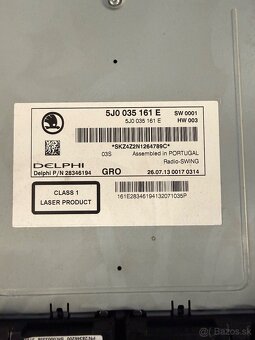 5J0 035 161 E
5J0 035 161 E
SW 0001
HW 003
*SKZ4Z2N1264789C*
03S
Assembled in PORTUGAL
Radio-SWING
DELPHI
Delphi P/N 28346194
GRO
26.07.13 0017 0314
CLASS 1
LASER PRODUCT
161E28346194132071035P
bazos.sk